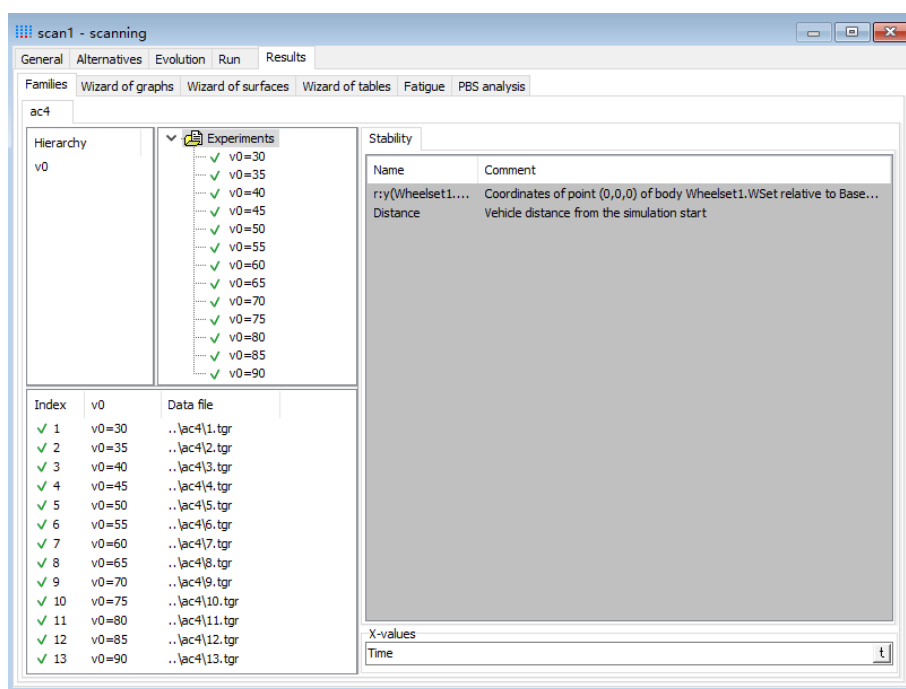 scan1 - scanning
General Alternatives Evolution Run Results
Families Wizard of graphs Wizard of surfaces Wizard of tables Fatigue PBS analysis
ac4
Hierarchy
v0
Experiments
v0=30
v0=35
v0=40
v0=45
v0=50
v0=55
v0=60
v0=65
v0=70
v0=75
v0=80
v0=85
v0=90
Stability
Name Comment
r:y(Wheelset1.... Coordinates of point (0,0,0) of body Wheelset1.WSet relative to Base...
Distance Vehicle distance from the simulation start
Index v0 Data file
1 v0=30 ..\ac4\1.tgr
2 v0=35 ..\ac4\2.tgr
3 v0=40 ..\ac4\3.tgr
4 v0=45 ..\ac4\4.tgr
5 v0=50 ..\ac4\5.tgr
6 v0=55 ..\ac4\6.tgr
7 v0=60 ..\ac4\7.tgr
8 v0=65 ..\ac4\8.tgr
9 v0=70 ..\ac4\9.tgr
10 v0=75 ..\ac4\10.tgr
11 v0=80 ..\ac4\11.tgr
12 v0=85 ..\ac4\12.tgr
13 v0=90 ..\ac4\13.tgr
X-values
Time t